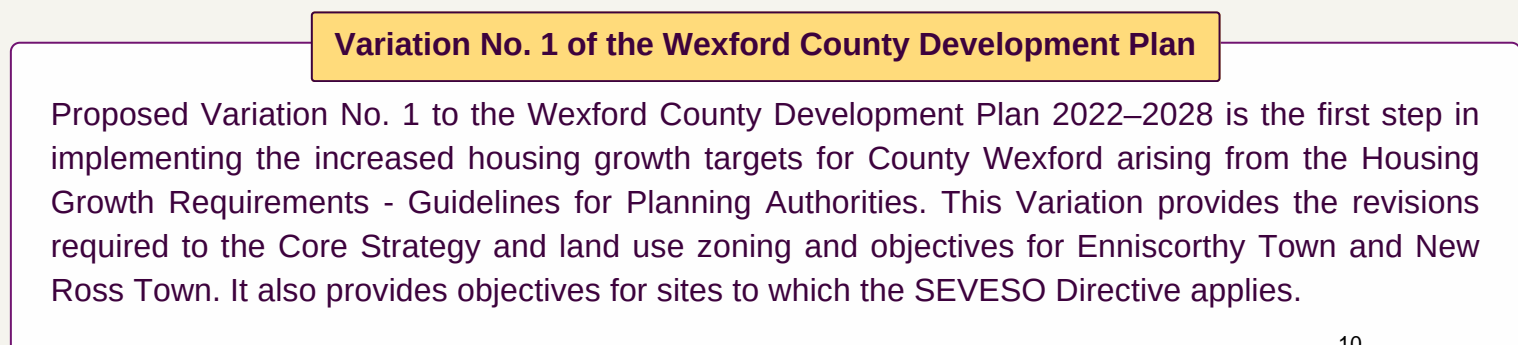 Variation No. 1 of the Wexford County Development Plan
Proposed Variation No. 1 to the Wexford County Development Plan 2022–2028 is the first step in
implementing the increased housing growth targets for County Wexford arising from the Housing
Growth Requirements - Guidelines for Planning Authorities. This Variation provides the revisions
required to the Core Strategy and land use zoning and objectives for Enniscorthy Town and New
Ross Town. It also provides objectives for sites to which the SEVESO Directive applies.
10